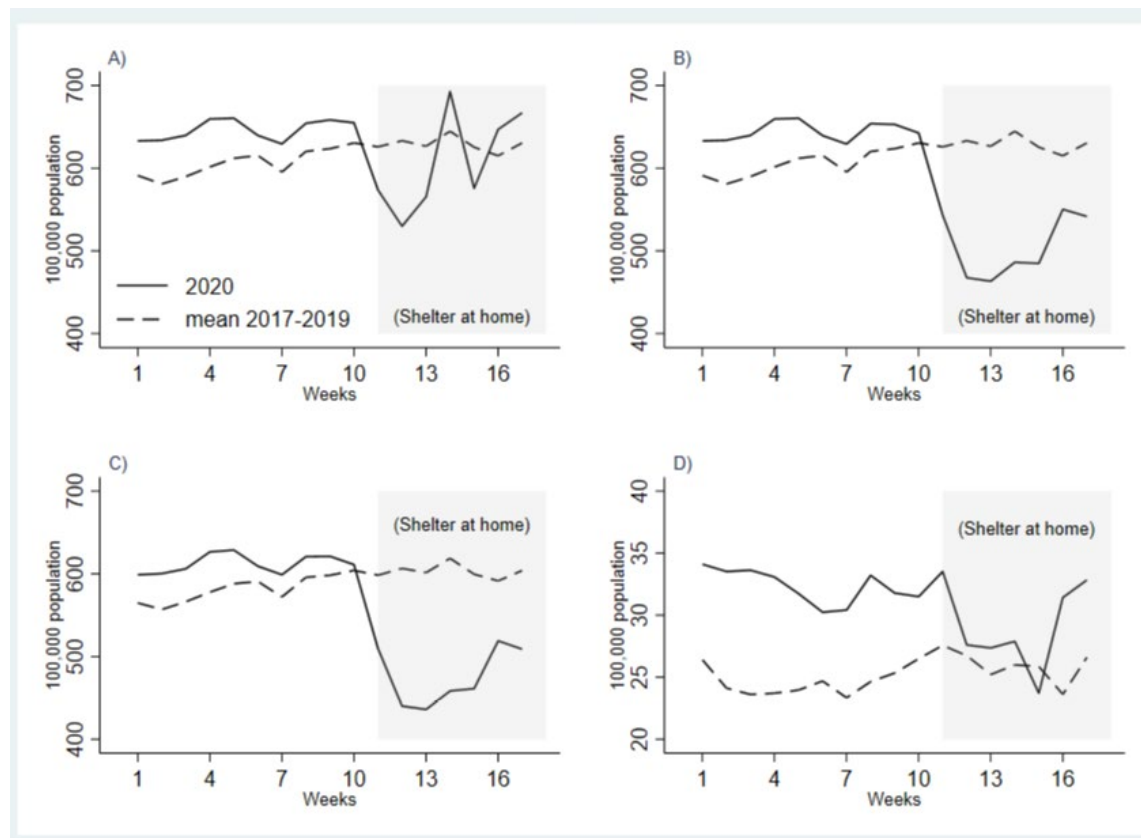 A)
700
600
500
400
100,000 population
2020
mean 2017-2019
(Shelter at home)
1 4 7 10 13 16
Weeks
B)
700
600
500
400
100,000 population
(Shelter at home)
1 4 7 10 13 16
Weeks
C)
700
600
500
400
100,000 population
(Shelter at home)
1 4 7 10 13 16
Weeks
D)
40
35
30
25
20
100,000 population
(Shelter at home)
1 4 7 10 13 16
Weeks